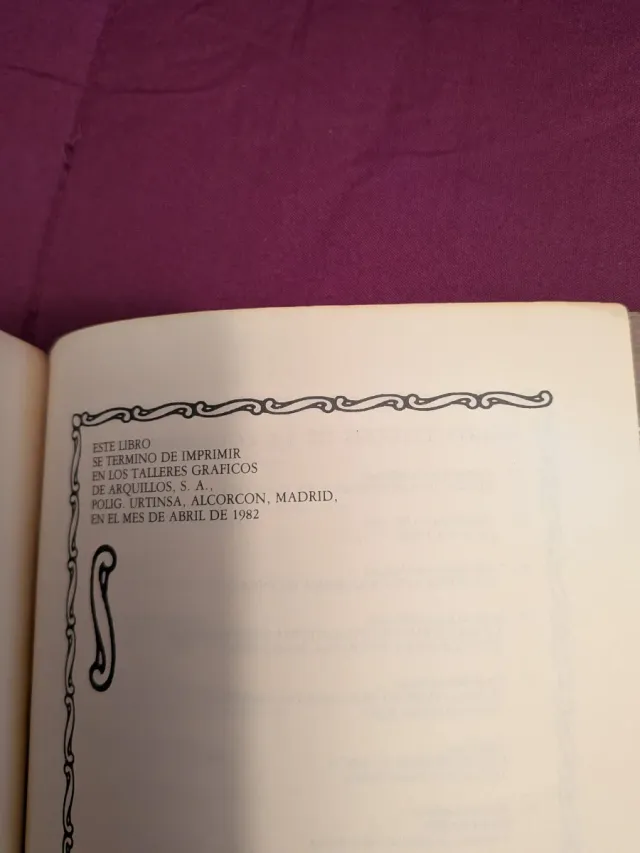 ESTE LIBRO
SE TERMINO DE IMPRIMIR
EN LOS TALLERES GRAFICOS
DE ARQUILLOS, S. A.,
POLIG. URTINSA, ALCORCON, MADRID,
EN EL MES DE ABRIL DE 1982